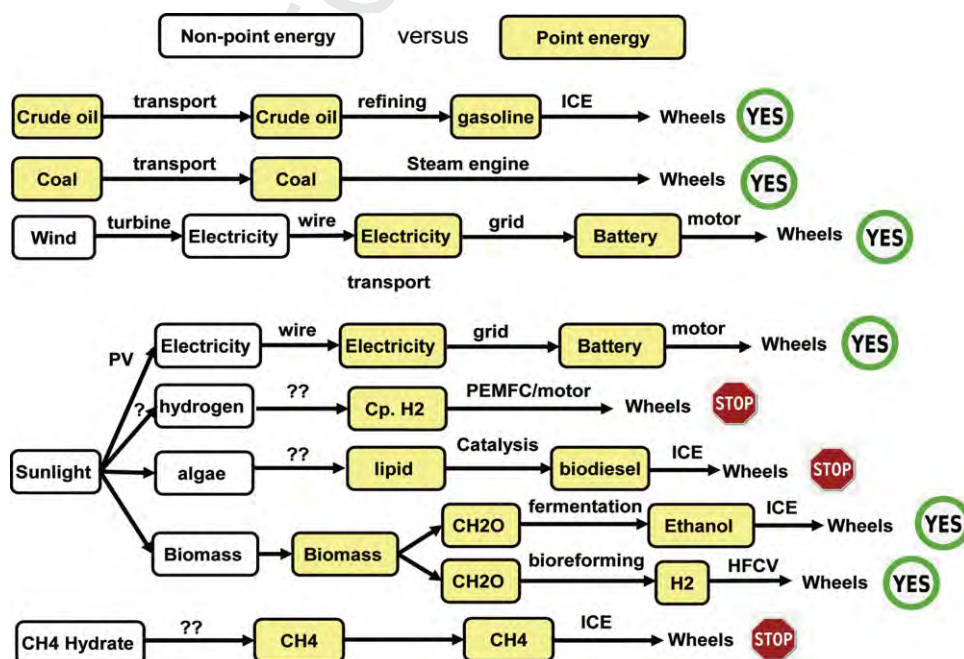 Non-point energy versus Point energy
Crude oil transport Crude oil refining gasoline ICE Wheels YES
Coal transport Coal Steam engine Wheels YES
Wind turbine Electricity wire Electricity grid Battery motor Wheels YES
transport
PV Electricity wire Electricity grid Battery motor Wheels YES
? hydrogen ?? Cp. H2 PEMFC/motor Wheels STOP
Sunlight algae ?? lipid Catalysis biodiesel ICE Wheels STOP
CH2O fermentation Ethanol ICE Wheels YES
Biomass Biomass
CH2O bioreforming H2 HFCV Wheels YES
CH4 Hydrate ?? CH4 CH4 ICE Wheels STOP